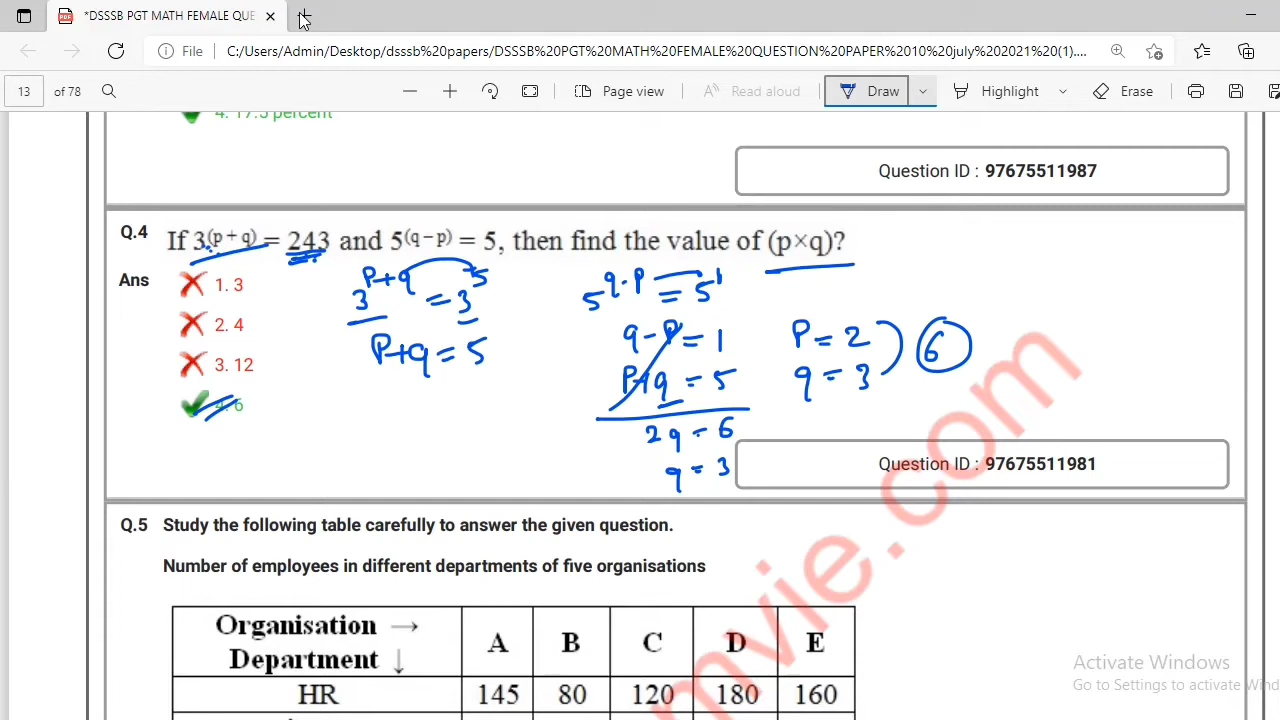 *DSSSB PGT MATH FEMALE QUE
File C:/Users/Admin/Desktop/dsssb%20papers/DSSSB%20PGT%20MATH%20FEMALE%20QUESTION%20PAPER%2010%20july%202021%20(1)....
13 of 78 Page view Read aloud Draw Highlight Erase
4. 17.5 percent
Question ID : 97675511987
Q.4 If 3^(p+q) = 243 and 5^(q−p) = 5, then find the value of (p×q)?
Ans
1. 3
2. 4
3. 12
4. 6
3^P+q = 3^5
P+q = 5
5^q-P = 5^1
q-P = 1
P+q = 5
2q = 6
q = 3
P = 2
q = 3
6
Question ID : 97675511981
Q.5 Study the following table carefully to answer the given question.
Number of employees in different departments of five organisations
Organisation → A B C D E
Department ↓
HR 145 80 120 180 160
mvie.com
Activate Windows
Go to Settings to activate Wind